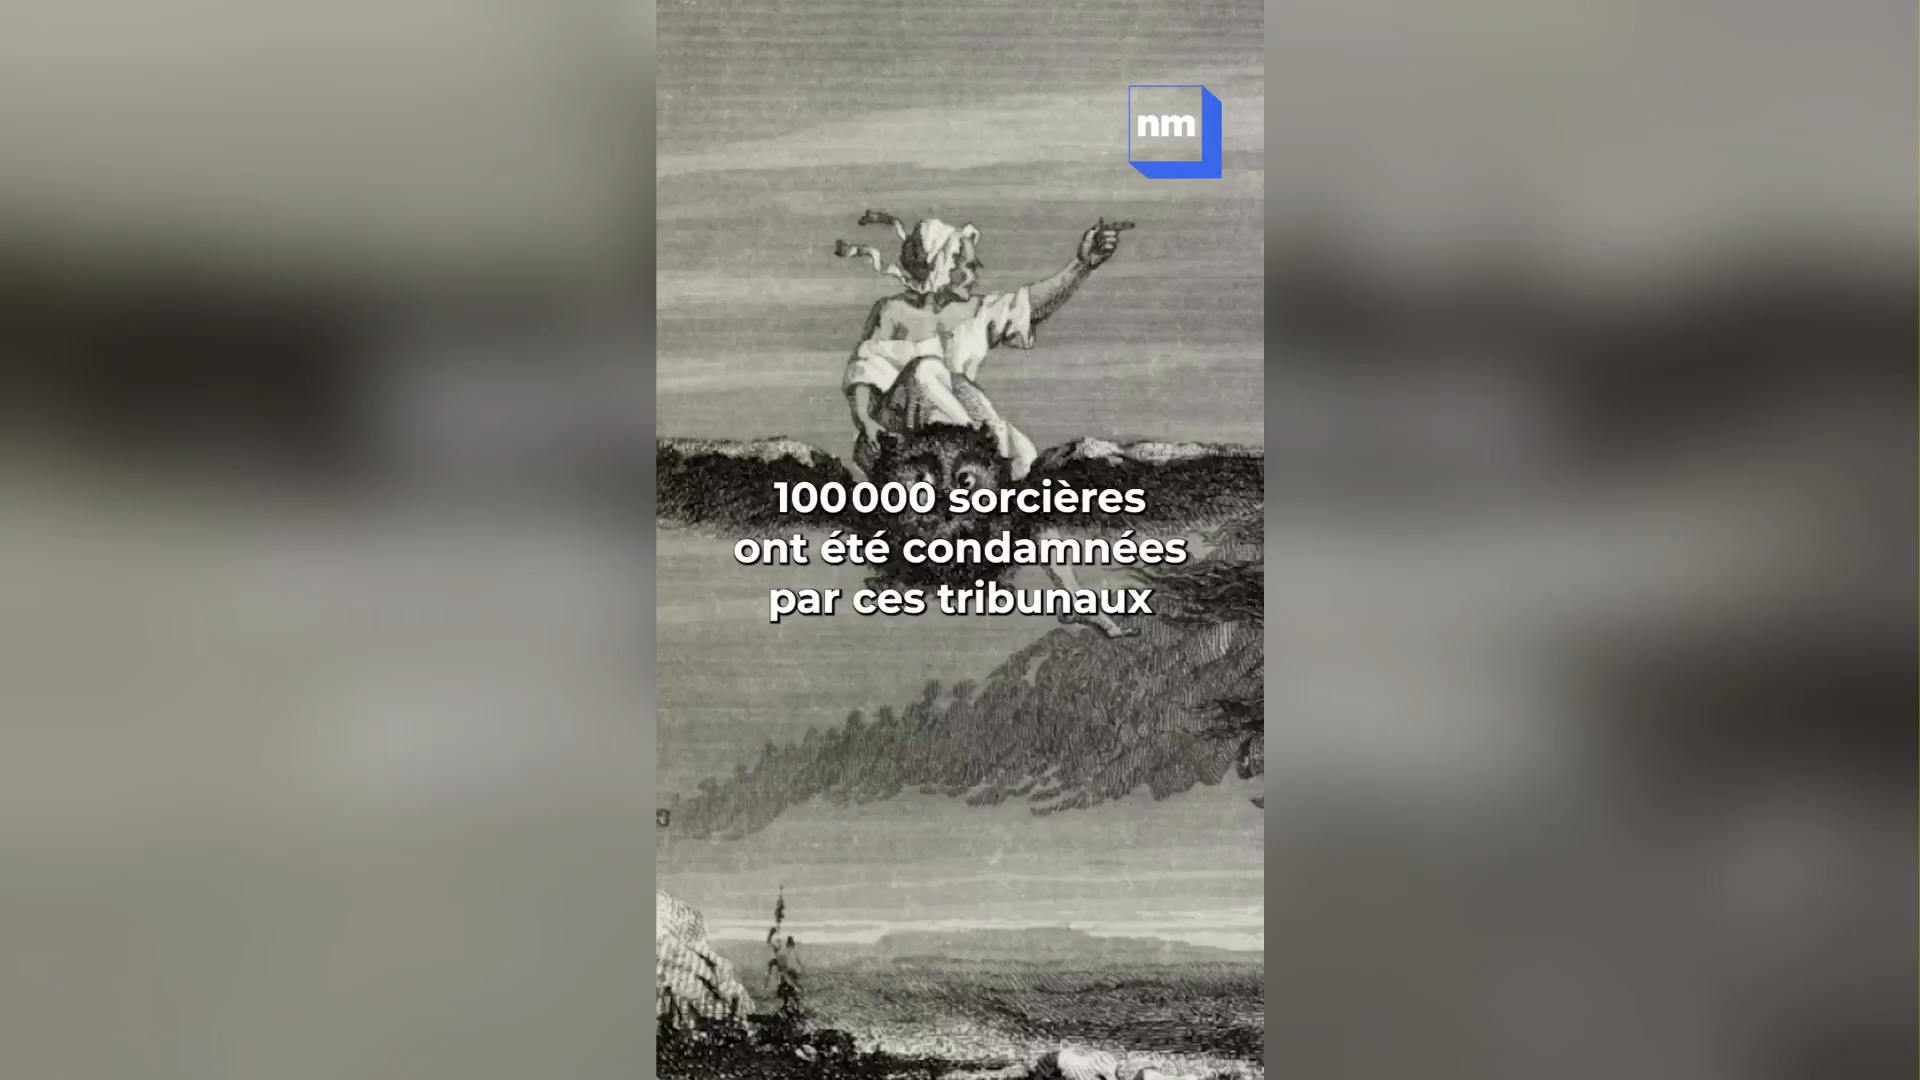 nm
100 000 sorcières
ont été condamnées
par ces tribunaux